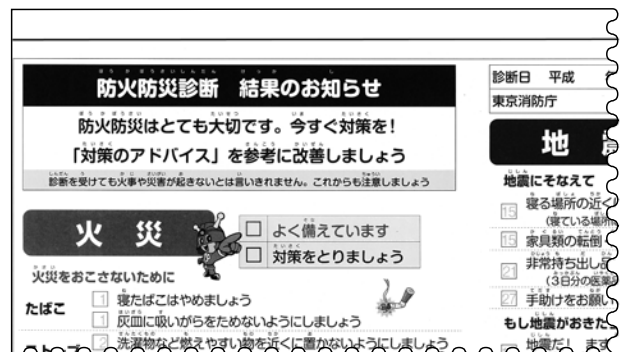 防火防災診断　結果のお知らせ
防火防災はとても大切です。今すぐ対策を！
「対策のアドバイス」を参考に改善しましょう
診断を受けても火事や災害が起きないとは言いきれません。これからも注意しましょう
火 災
□ よく備えています
□ 対策をとりましょう
火災をおこさないために
たばこ
1 寝たばこはやめましょう
1 灰皿に吸いがらをためないようにしましょう
2 洗濯物など燃えやすい物を近くに置かないようにしましょう
診断日　平成
東京消防庁
地
地震にそなえて
15 寝る場所の近く
(寝ている場所
15 家具類の転倒
21 非常持ち出し品
(3日分の医薬品
27 手助けをお願い
もし地震がおきた
地震だ！ まず